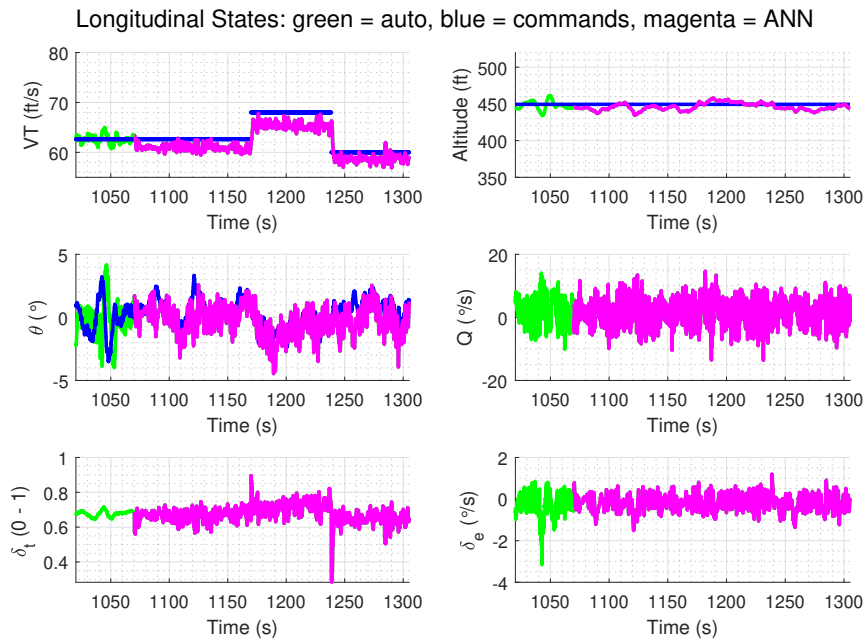 Longitudinal States: green = auto, blue = commands, magenta = ANN
80
70
60
VT (ft/s)
1050 1100 1150 1200 1250 1300
Time (s)
500
450
400
350
Altitude (ft)
1050 1100 1150 1200 1250 1300
Time (s)
5
0
-5
θ (°)
1050 1100 1150 1200 1250 1300
Time (s)
20
0
-20
Q (°/s)
1050 1100 1150 1200 1250 1300
Time (s)
1
0.8
0.6
0.4
δt (0 - 1)
1050 1100 1150 1200 1250 1300
Time (s)
2
0
-2
-4
δe (°/s)
1050 1100 1150 1200 1250 1300
Time (s)